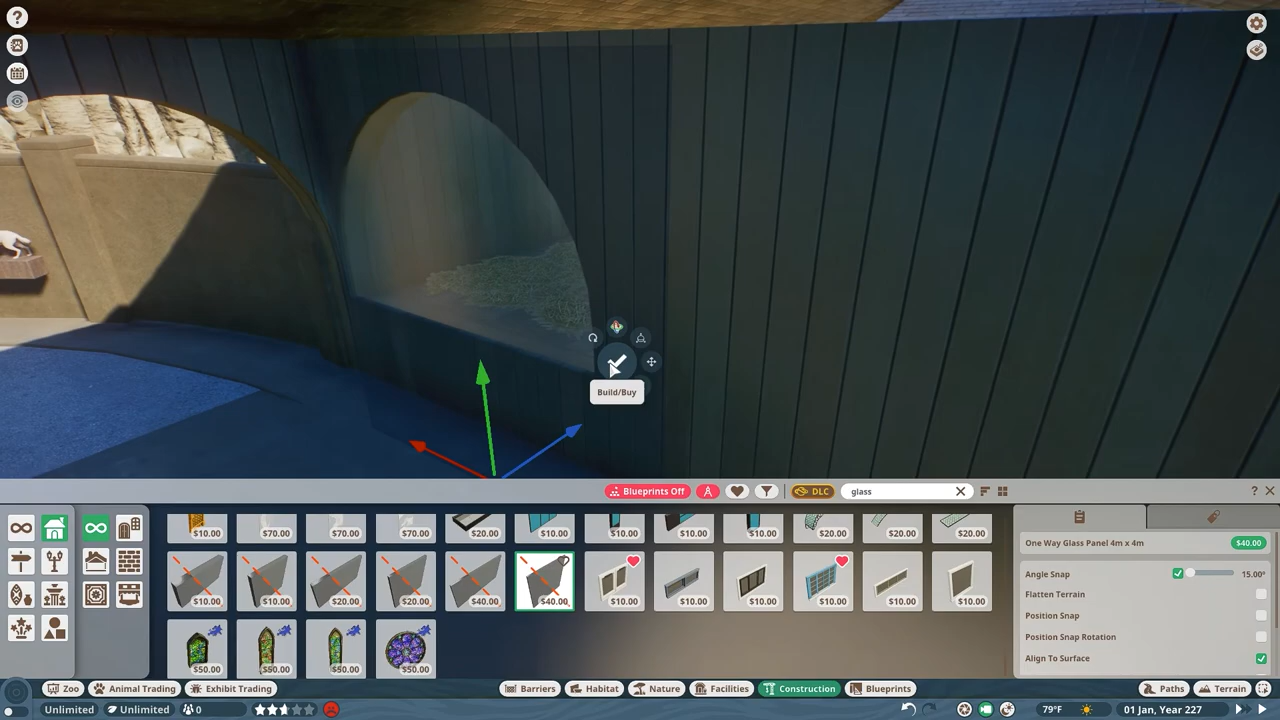 ?
Build/Buy
Blueprints Off
DLC
glass
?
$10.00 $70.00 $70.00 $70.00 $20.00 $10.00 $10.00 $10.00 $10.00 $20.00 $20.00 $20.00
One Way Glass Panel 4m x 4m $40.00
$10.00 $10.00 $20.00 $20.00 $40.00 $40.00 $10.00 $10.00 $10.00 $10.00 $10.00 $10.00
Angle Snap 15.00°
Flatten Terrain
Position Snap
Position Snap Rotation
Align To Surface
$50.00 $50.00 $50.00 $50.00
Zoo Animal Trading Exhibit Trading Barriers Habitat Nature Facilities Construction Blueprints Paths Terrain
Unlimited Unlimited 0 79°F 01 Jan, Year 227